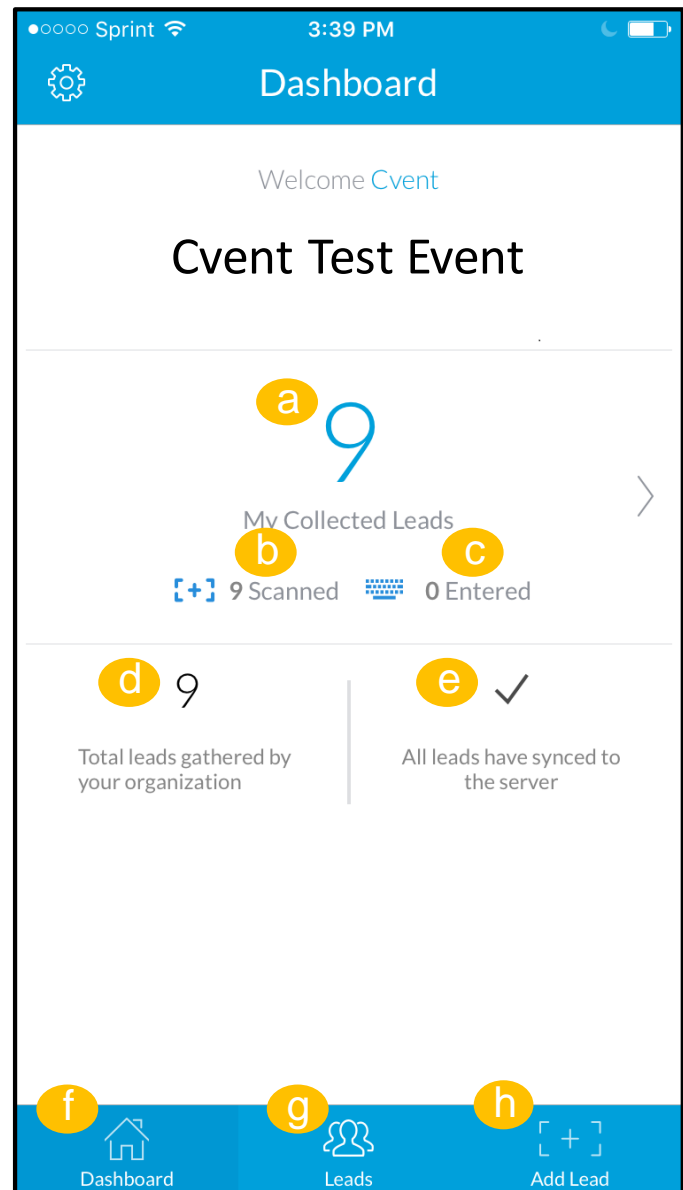 Sprint 3:39 PM
Dashboard
Welcome Cvent
Cvent Test Event
a
9
My Collected Leads
b c
[+] 9 Scanned 0 Entered
d 9 e ✓
Total leads gathered by
your organization
All leads have synced to
the server
f g h
[+]
Dashboard Leads Add Lead